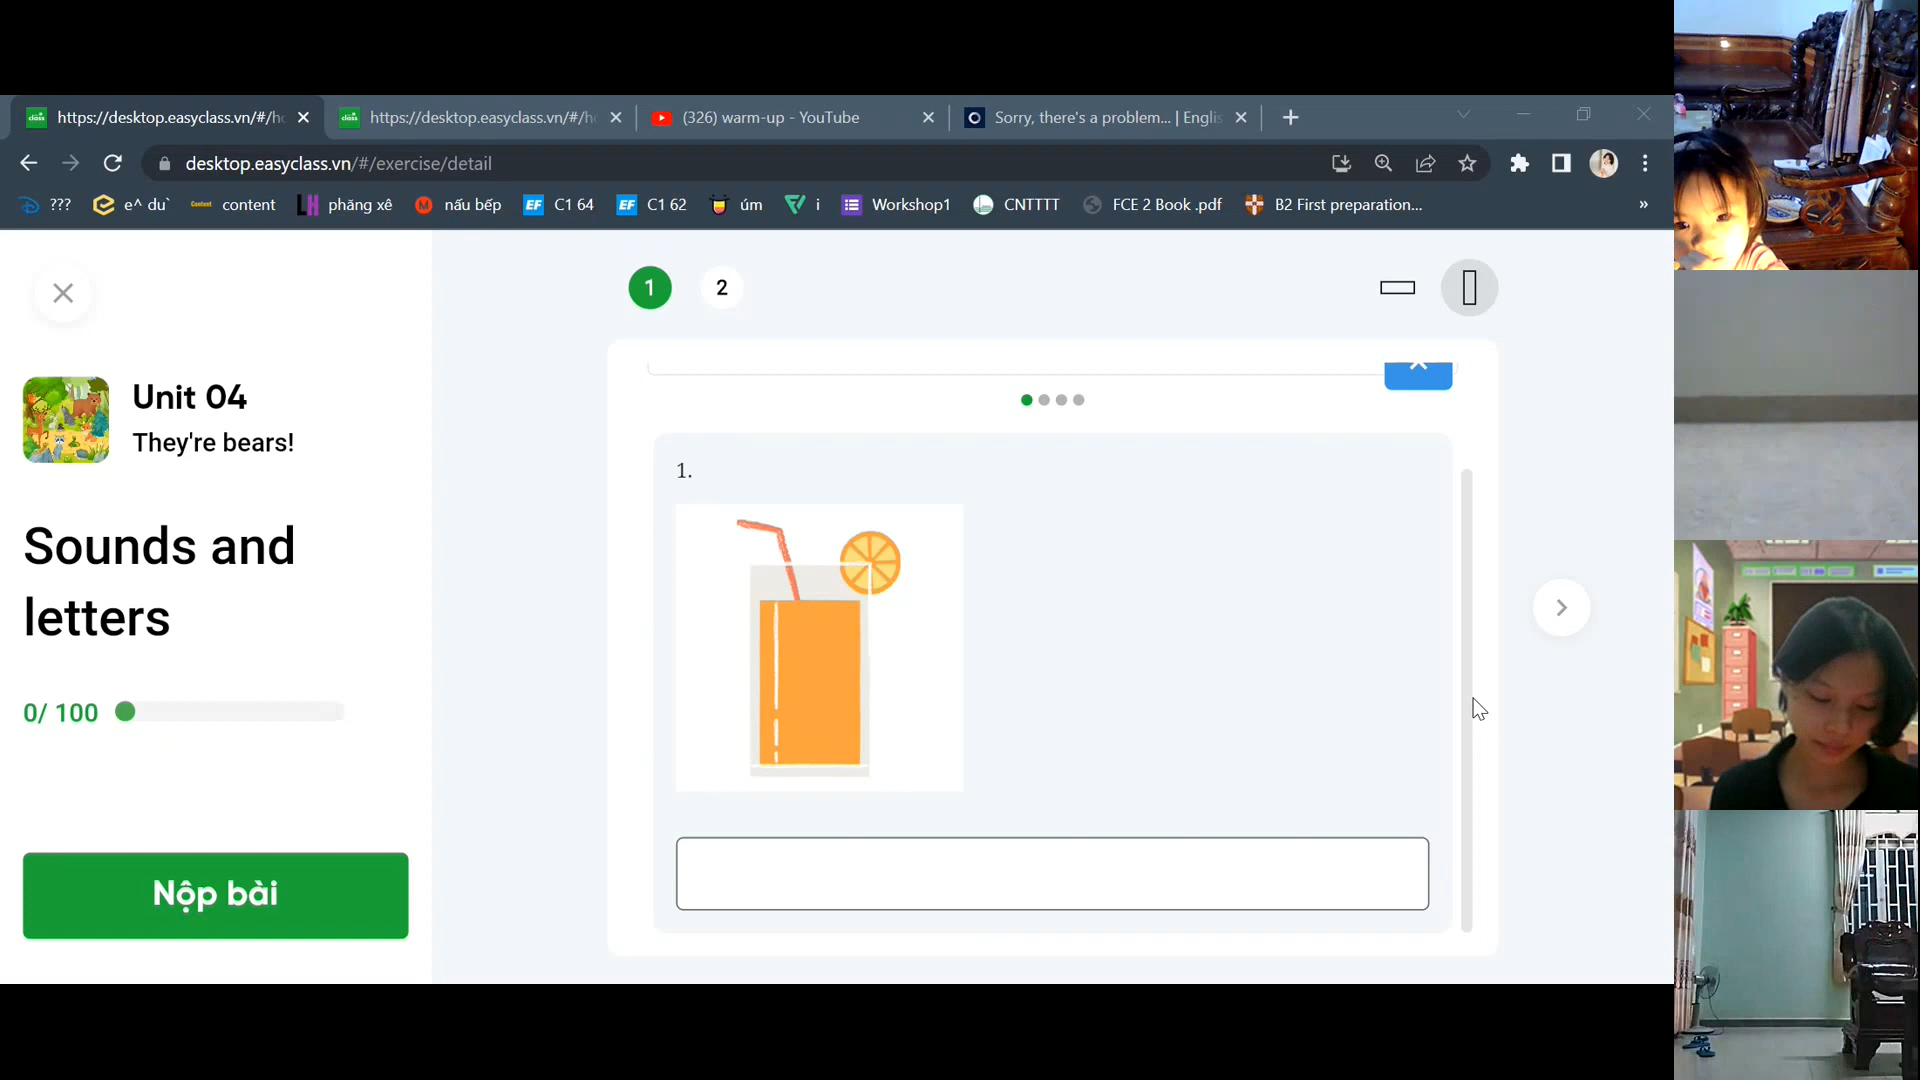 https://desktop.easyclass.vn/#/ho
https://desktop.easyclass.vn/#/ho
(326) warm-up - YouTube
Sorry, there's a problem... | Englis
desktop.easyclass.vn/#/exercise/detail
???
e^ du`
content
phăng xê
nấu bếp
C1 64
C1 62
úm
i
Workshop1
CNTTTT
FCE 2 Book .pdf
B2 First preparation...
»
1
2
Unit 04
They're bears!
Sounds and
letters
0/ 100
Nộp bài
1.